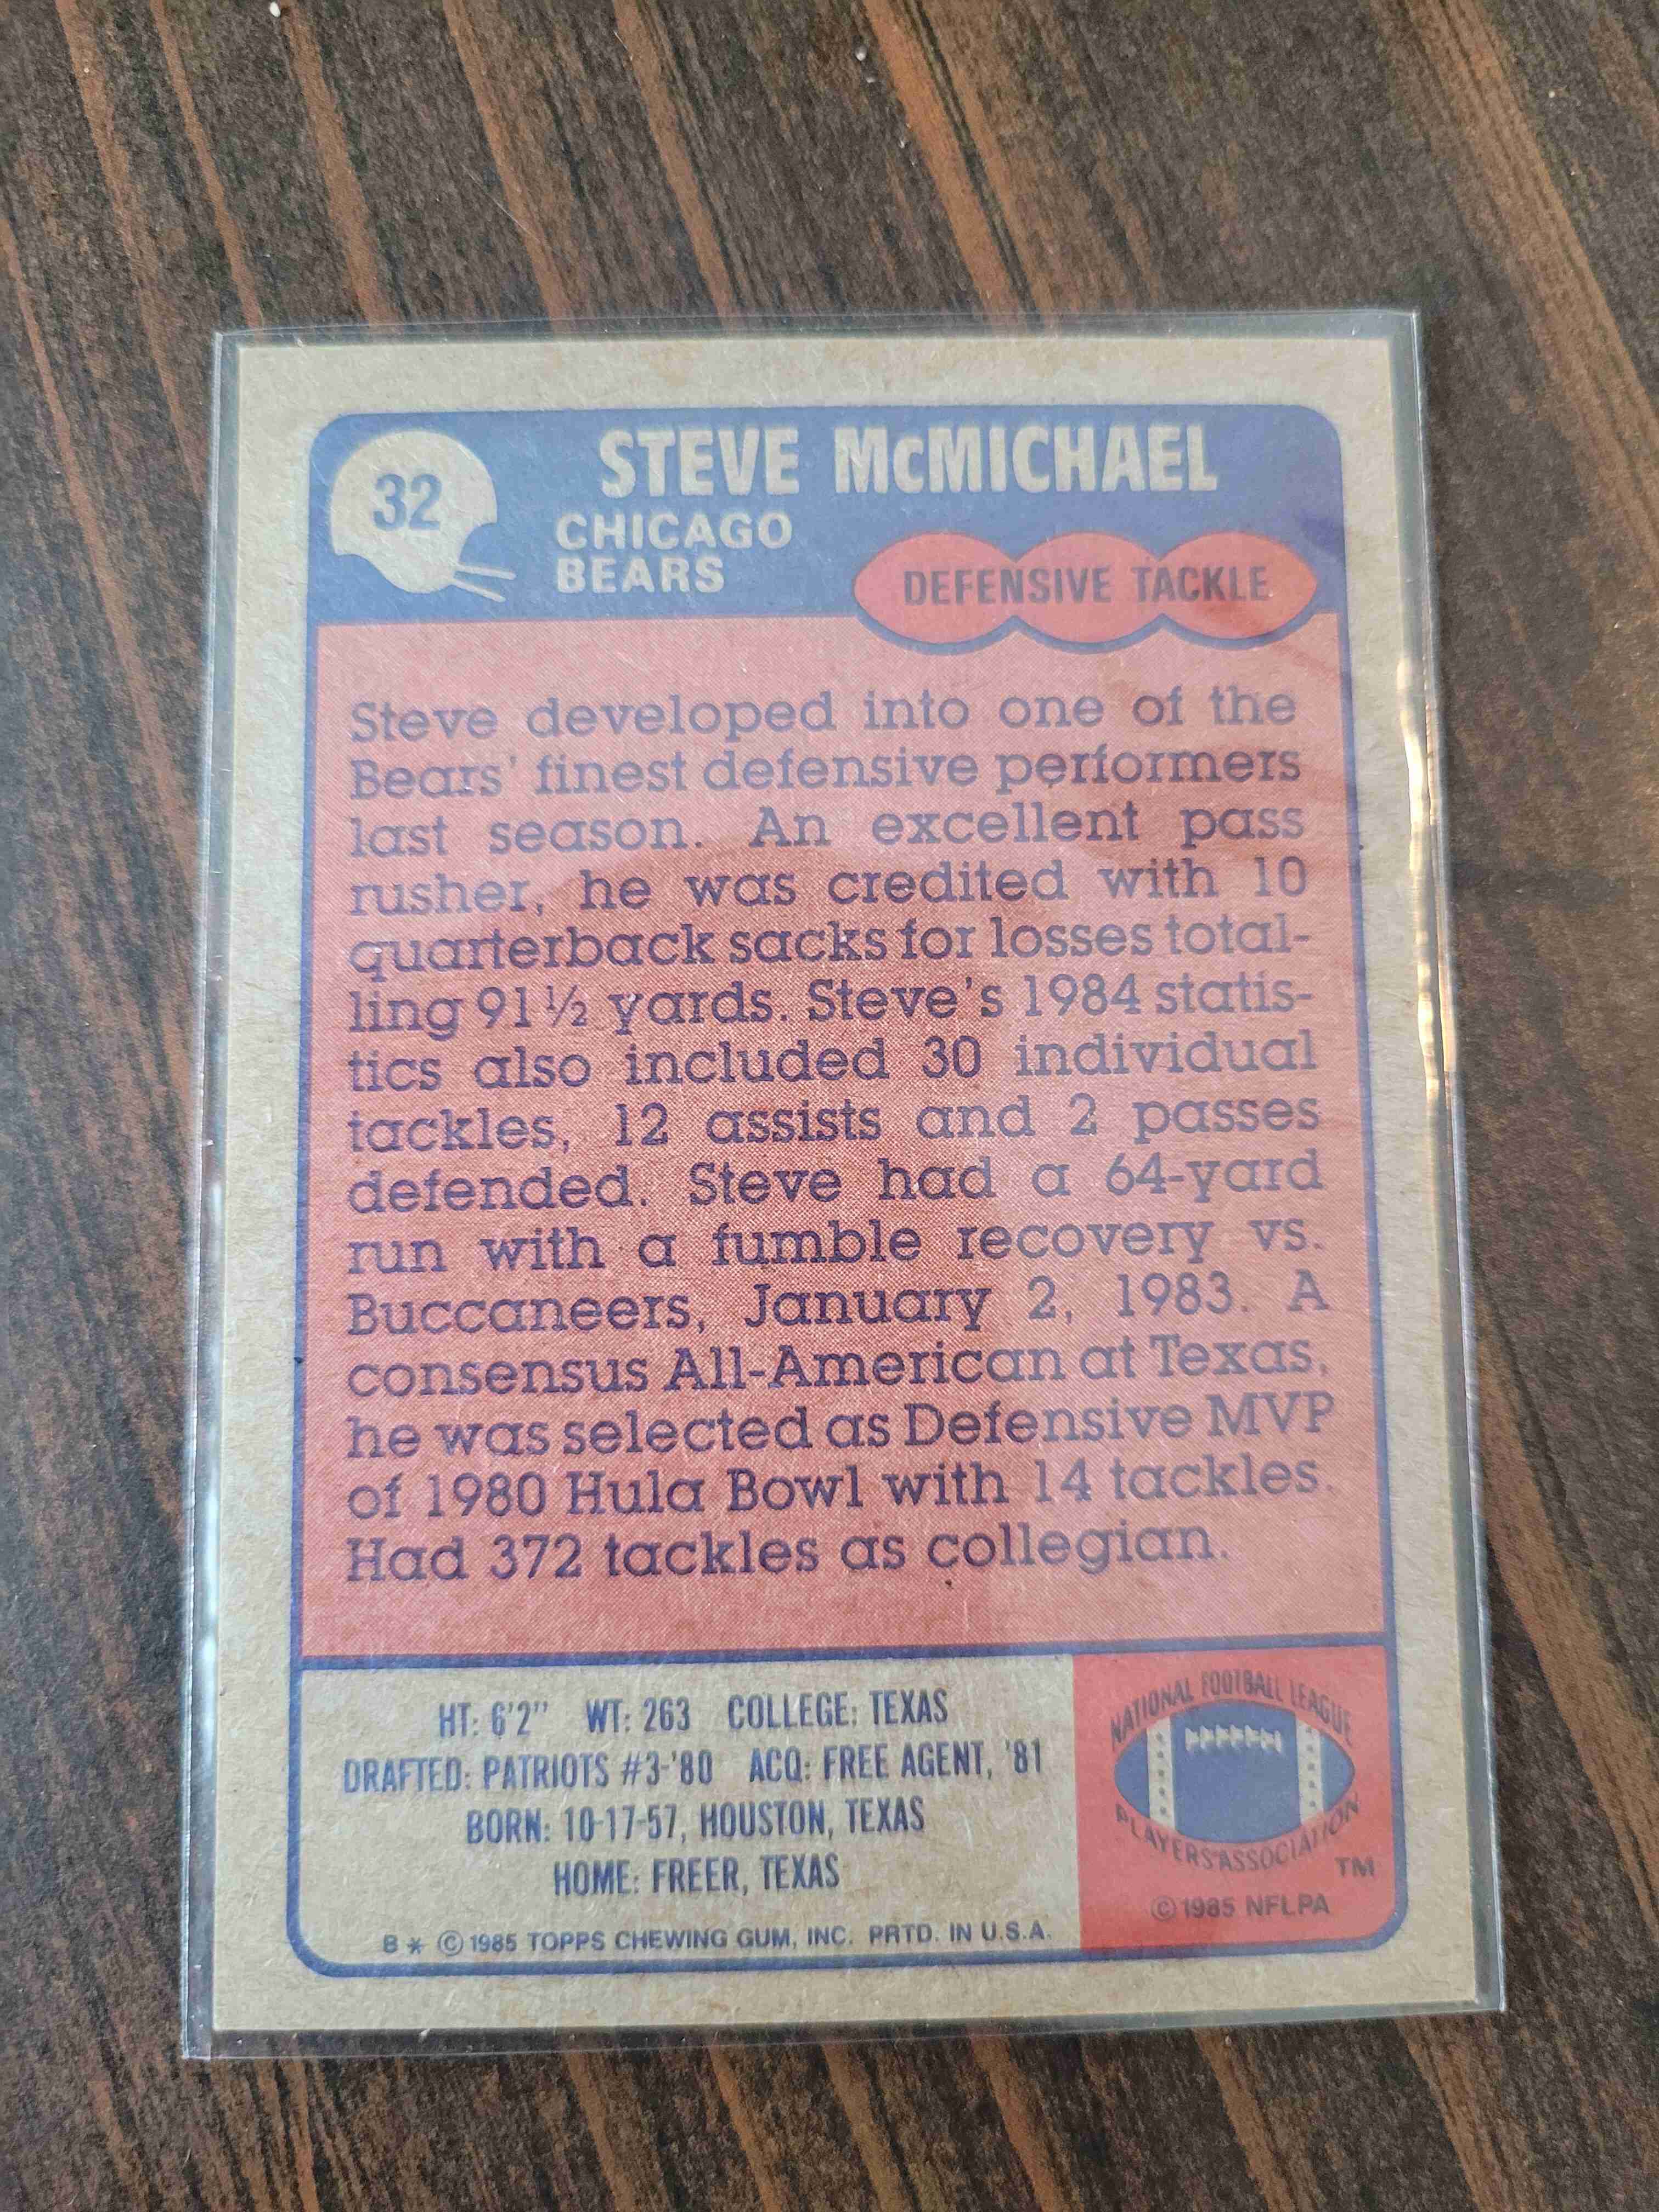 32
STEVE McMICHAEL
CHICAGO
BEARS
DEFENSIVE TACKLE
Steve developed into one of the
Bears' finest defensive performers
last season. An excellent pass
rusher, he was credited with 10
quarterback sacks for losses total-
ling 91½ yards. Steve's 1984 statis-
tics also included 30 individual
tackles, 12 assists and 2 passes
defended. Steve had a 64-yard
run with a fumble recovery vs.
Buccaneers, January 2, 1983. A
consensus All-American at Texas,
he was selected as Defensive MVP
of 1980 Hula Bowl with 14 tackles.
Had 372 tackles as collegian.
HT: 6'2" WT: 263 COLLEGE: TEXAS
DRAFTED: PATRIOTS #3-'80 ACQ: FREE AGENT, '81
BORN: 10-17-57, HOUSTON, TEXAS
HOME: FREER, TEXAS
B * © 1985 TOPPS CHEWING GUM, INC. PRTD. IN U.S.A.
NATIONAL FOOTBALL LEAGUE
PLAYERS ASSOCIATION
TM
© 1985 NFLPA